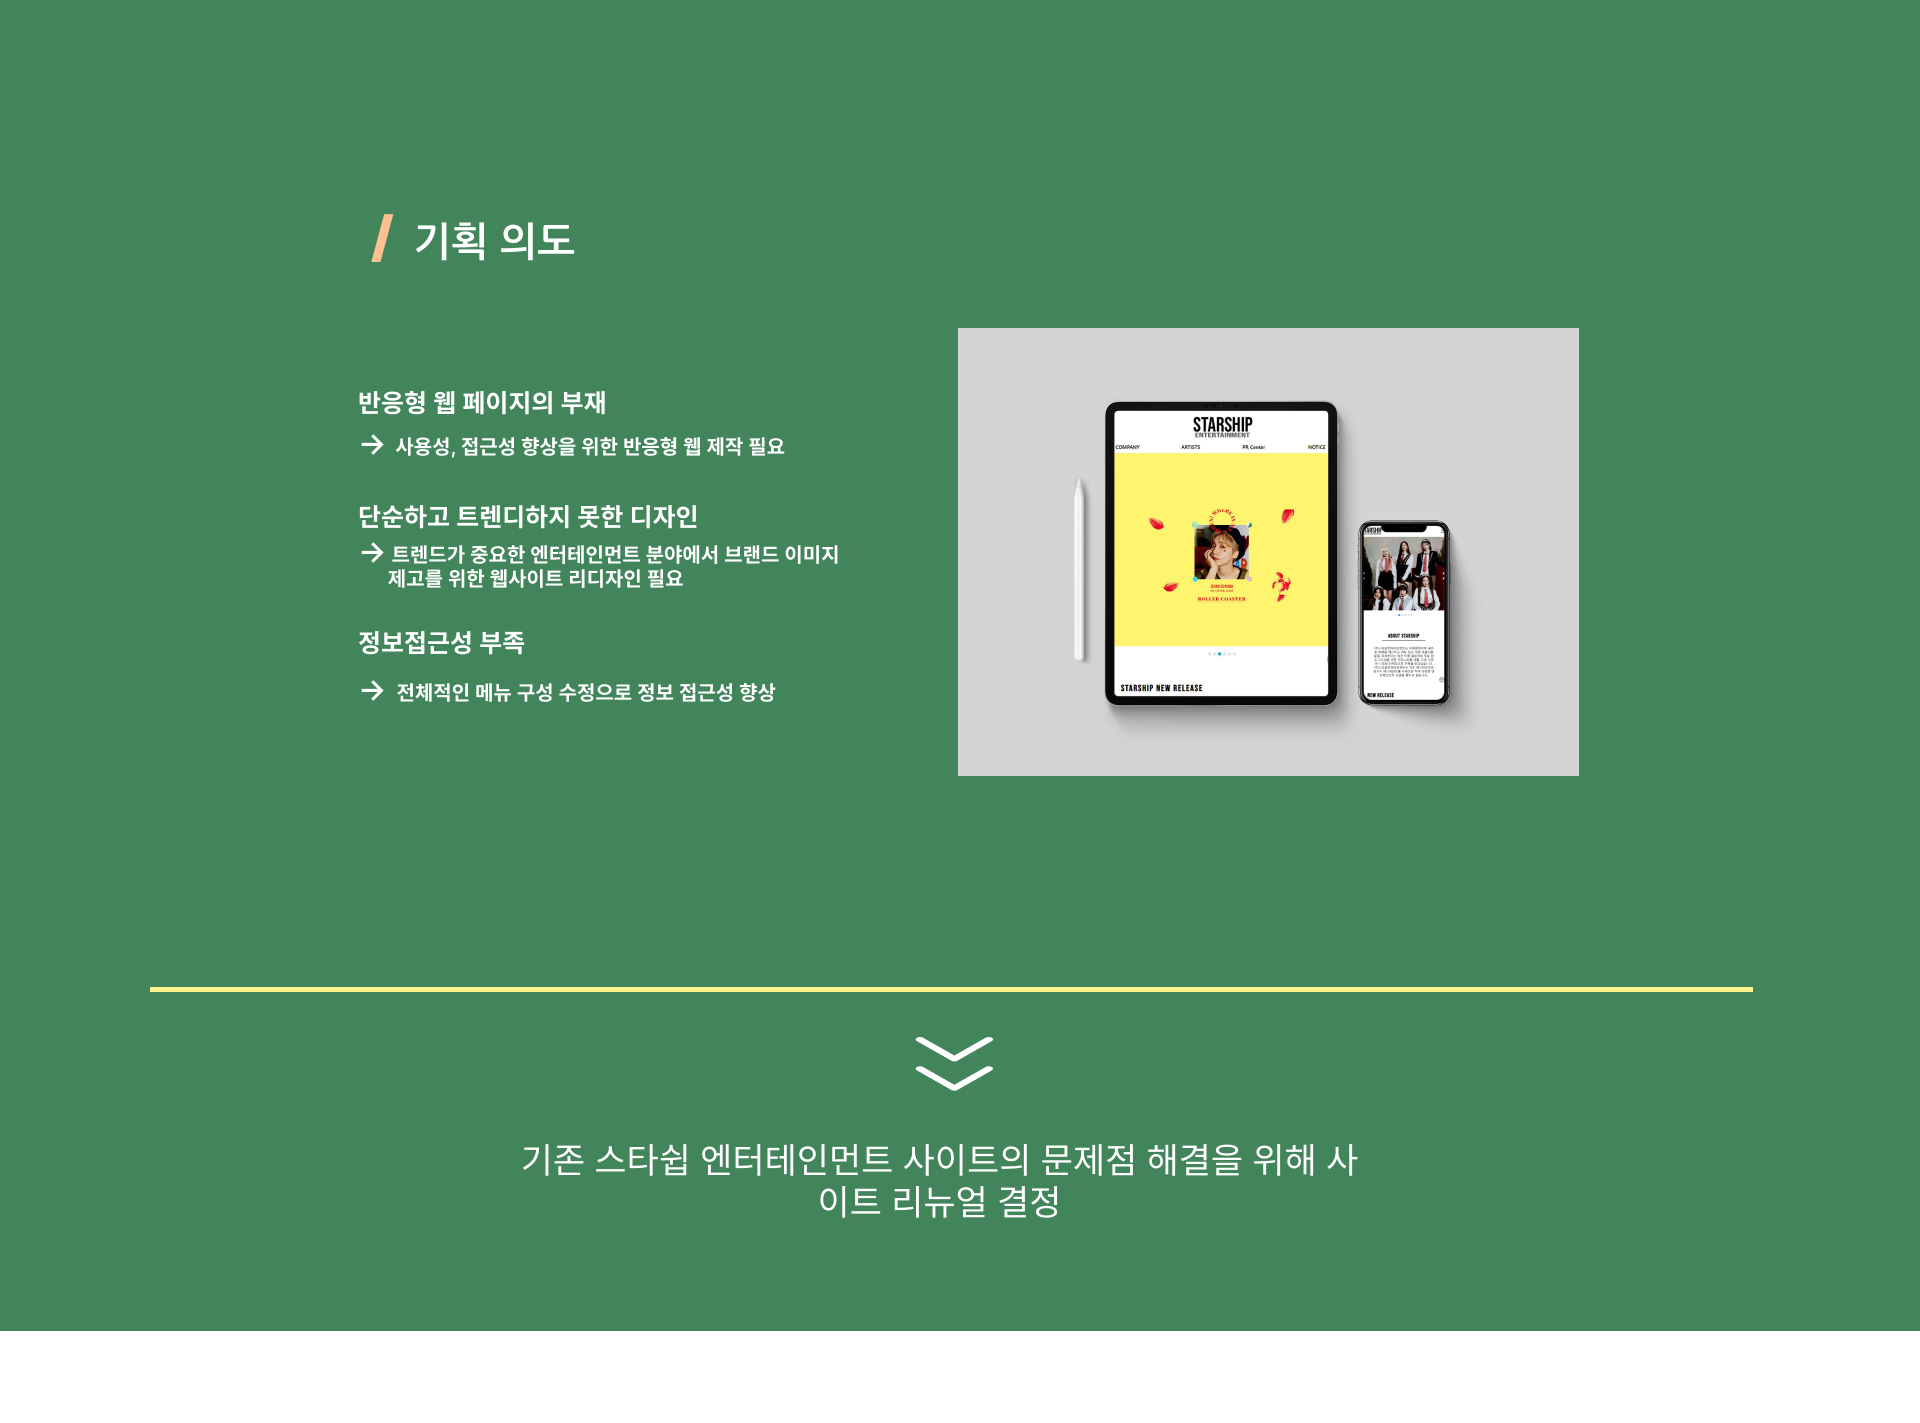 기획 의도
반응형 웹 페이지의 부재
→ 사용성, 접근성 향상을 위한 반응형 웹 제작 필요
단순하고 트렌디하지 못한 디자인
→ 트렌드가 중요한 엔터테인먼트 분야에서 브랜드 이미지
제고를 위한 웹사이트 리디자인 필요
정보접근성 부족
→ 전체적인 메뉴 구성 수정으로 정보 접근성 향상
STARSHIP
ENTERTAINMENT
COMPANY ARTISTS PR Center NOTICE
ROLLER COASTER
STARSHIP NEW RELEASE
STARSHIP
ABOUT STARSHIP
NEW RELEASE
기존 스타쉽 엔터테인먼트 사이트의 문제점 해결을 위해 사
이트 리뉴얼 결정